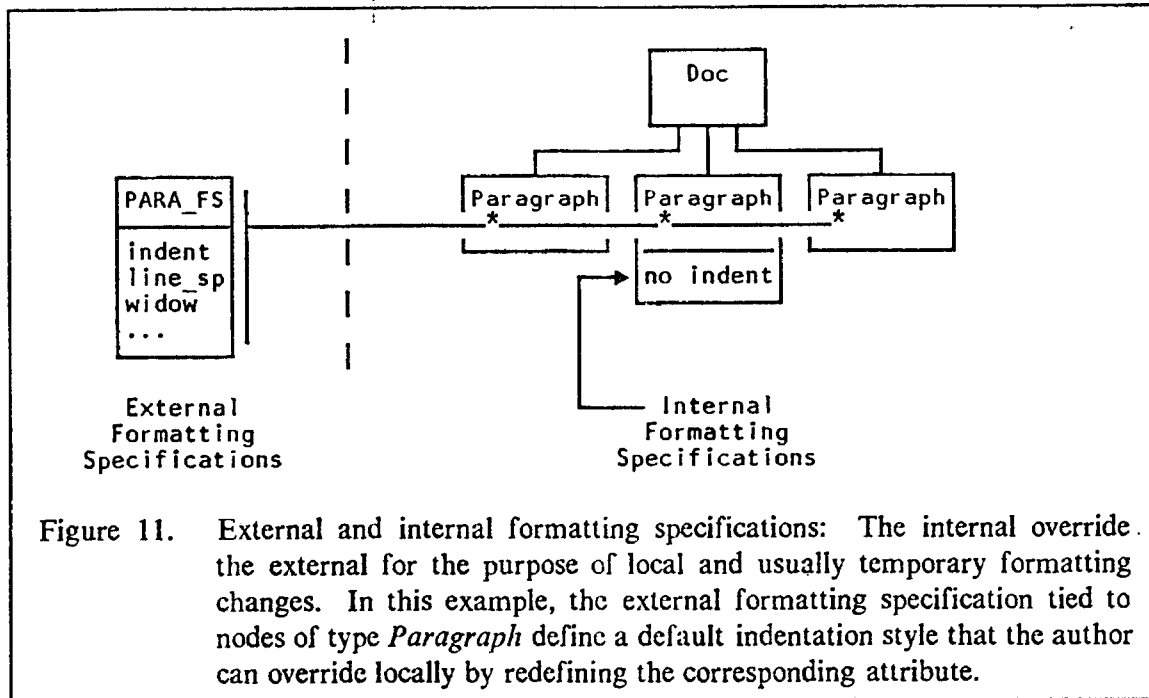 Doc
PARA_FS
indent
line_sp
widow
...
Paragraph
*
Paragraph
*
no indent
Paragraph
*
External
Formatting
Specifications
Internal
Formatting
Specifications
Figure 11. External and internal formatting specifications: The internal override
the external for the purpose of local and usually temporary formatting
changes. In this example, the external formatting specification tied to
nodes of type Paragraph define a default indentation style that the author
can override locally by redefining the corresponding attribute.